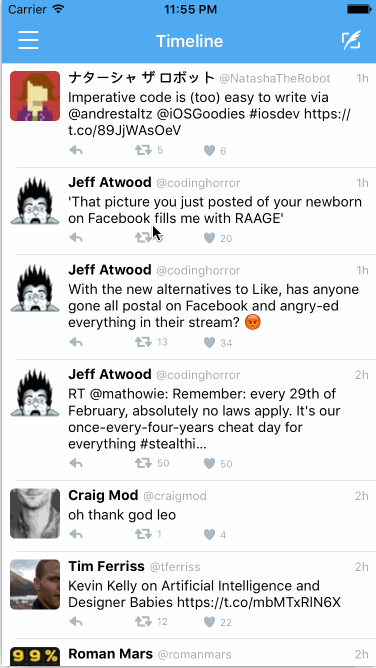 Carrier 11:55 PM
Timeline
ナターシャ ザ ロボット @NatashaTheRobot 1h
Imperative code is (too) easy to write via
@andrestaltz @iOSGoodies #iosdev https://
t.co/89JjWAsOeV
5 6
Jeff Atwood @codinghorror 1h
'That picture you just posted of your newborn
on Facebook fills me with RAAGE'
20
Jeff Atwood @codinghorror 1h
With the new alternatives to Like, has anyone
gone all postal on Facebook and angry-ed
everything in their stream? 😡
13 34
Jeff Atwood @codinghorror 2h
RT @mathowie: Remember: every 29th of
February, absolutely no laws apply. It's our
once-every-four-years cheat day for
everything #stealthi...
50 50
Craig Mod @craigmod 2h
oh thank god leo
1 4
Tim Ferriss @tferriss 2h
Kevin Kelly on Artificial Intelligence and
Designer Babies https://t.co/mbMTxRlN6X
12 22
99% Roman Mars @romanmars 2h